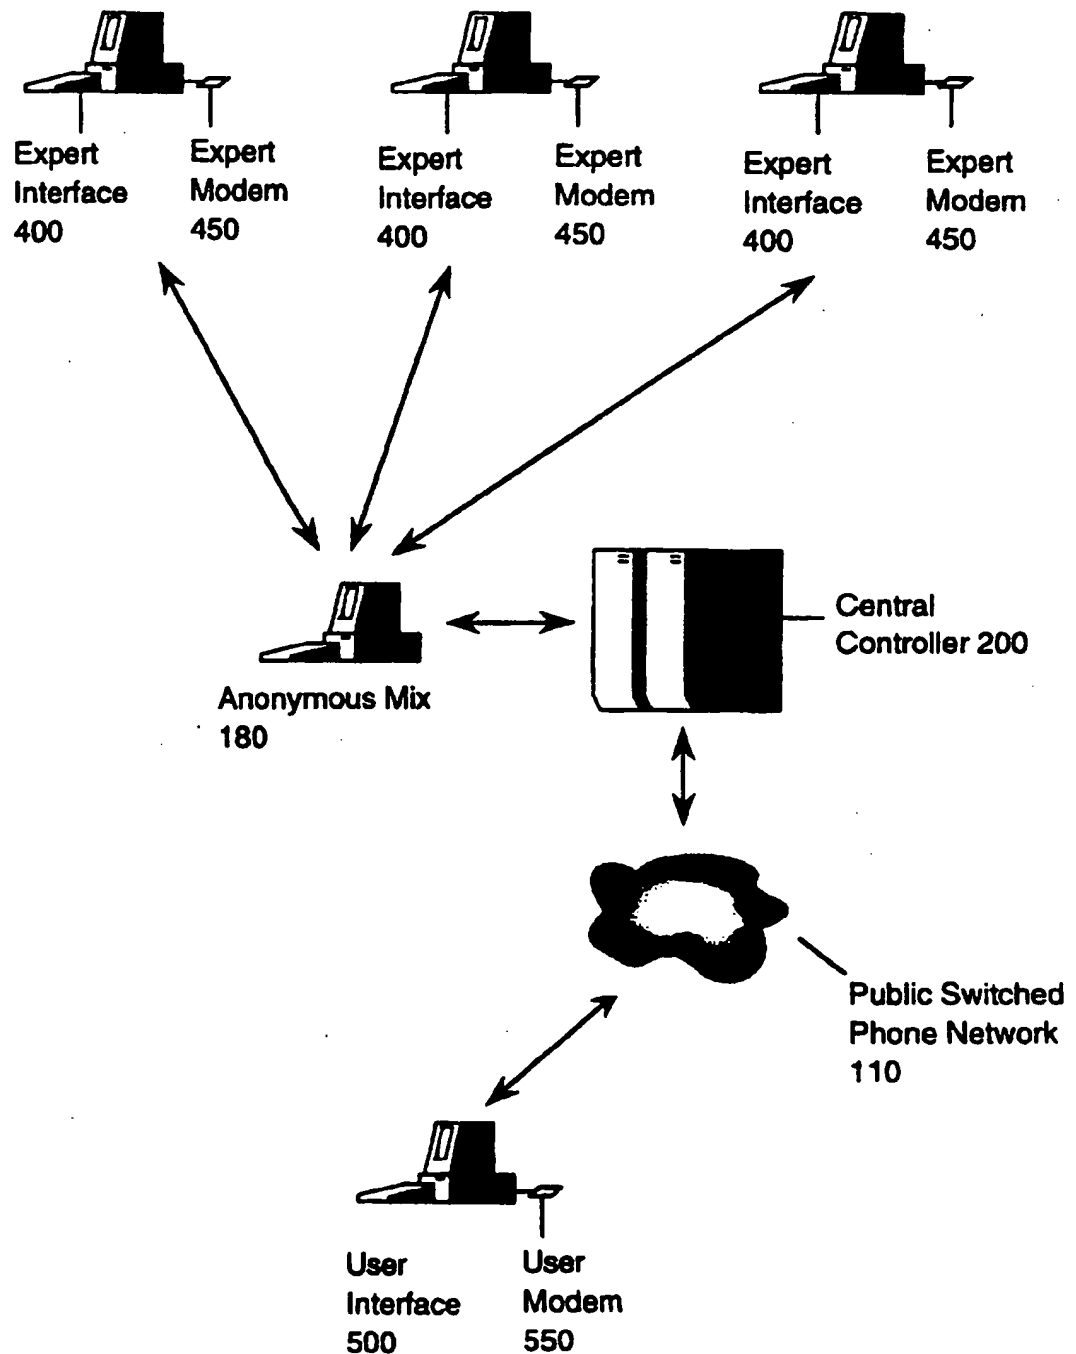 Expert
Interface
400
Expert
Modem
450
Expert
Interface
400
Expert
Modem
450
Expert
Interface
400
Expert
Modem
450
Central
Controller 200
Anonymous Mix
180
Public Switched
Phone Network
110
User
Interface
500
User
Modem
550